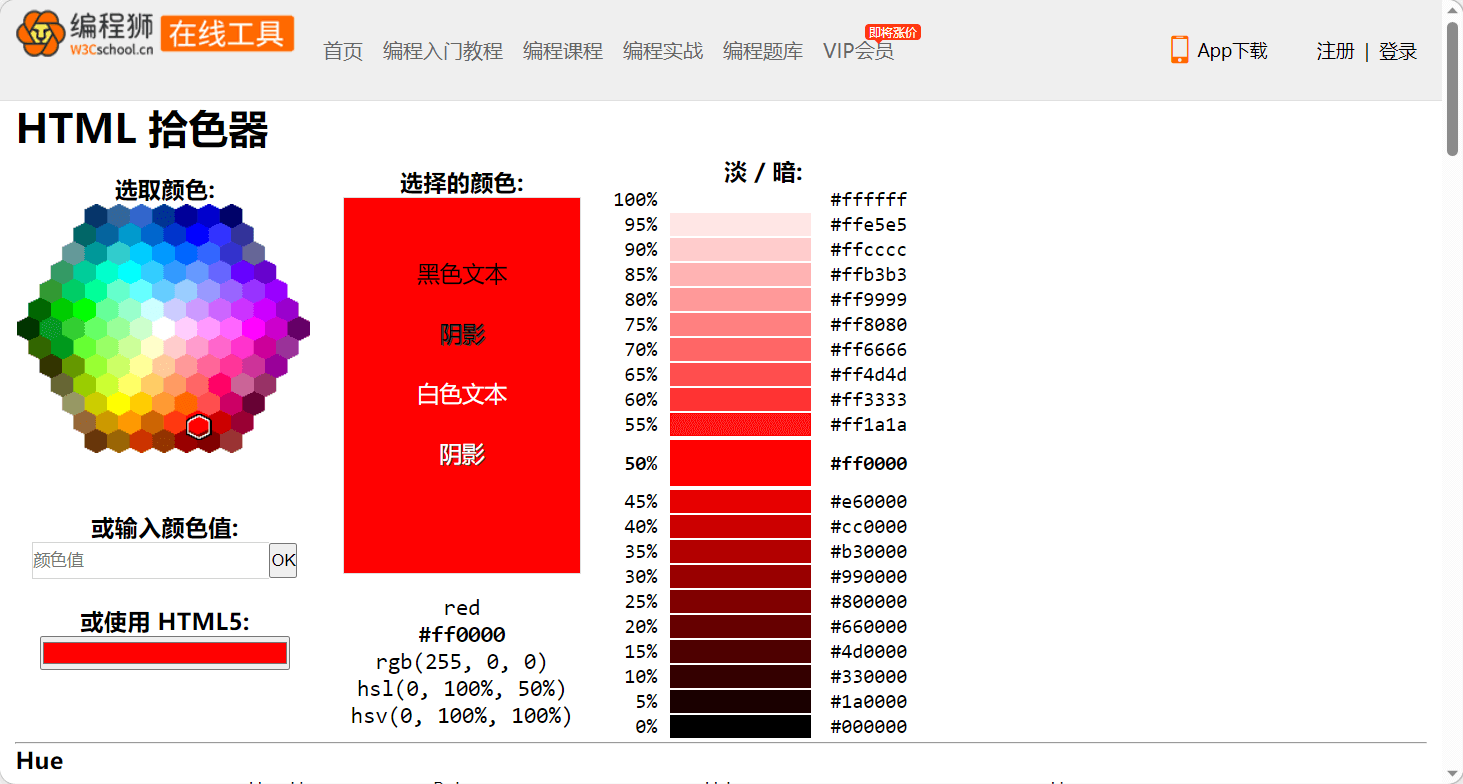 编程狮
W3Cschool.cn
在线工具
首页 编程入门教程 编程课程 编程实战 编程题库 VIP会员
即将涨价
App下载
注册 | 登录
HTML 拾色器
选取颜色:
或输入颜色值:
颜色值 OK
或使用 HTML5:
选择的颜色:
黑色文本
阴影
白色文本
阴影
red
#ff0000
rgb(255, 0, 0)
hsl(0, 100%, 50%)
hsv(0, 100%, 100%)
淡 / 暗:
100% #ffffff
95% #ffe5e5
90% #ffcccc
85% #ffb3b3
80% #ff9999
75% #ff8080
70% #ff6666
65% #ff4d4d
60% #ff3333
55% #ff1a1a
50% #ff0000
45% #e60000
40% #cc0000
35% #b30000
30% #990000
25% #800000
20% #660000
15% #4d0000
10% #330000
5% #1a0000
0% #000000
Hue